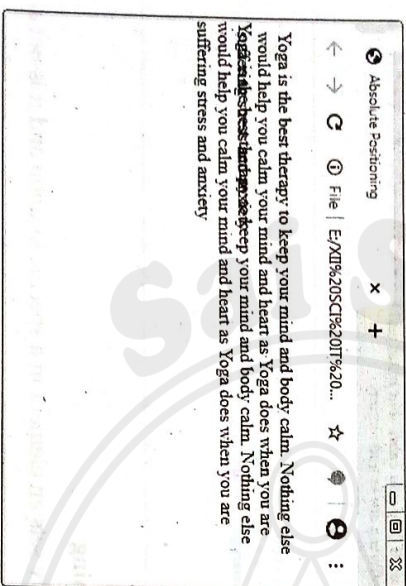 Absolute Positioning
File | E:/XII%20SCI%20IT%20...
Yoga is the best therapy to keep your mind and body calm. Nothing else
would help you calm your mind and heart as Yoga does when you are
keep your mind and body calm. Nothing else
would help you calm your mind and heart as Yoga does when you are
suffering stress and anxiety